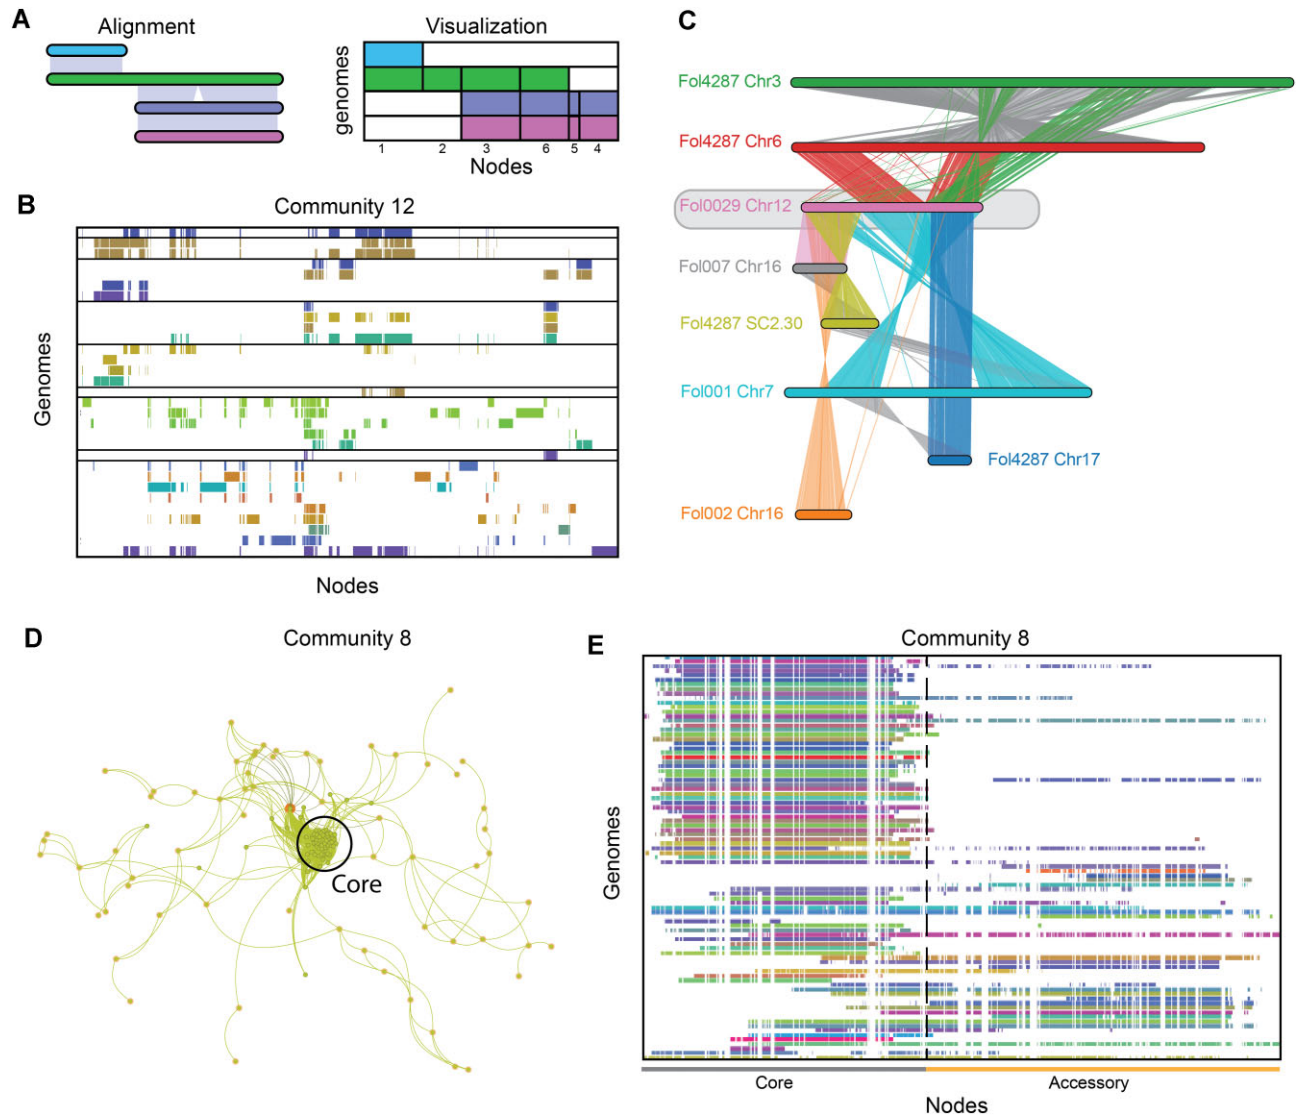 A
Alignment
Visualization
genomes
1 2 3 6 5 4
Nodes
B
Community 12
Genomes
Nodes
C
Fol4287 Chr3
Fol4287 Chr6
Fol0029 Chr12
Fol007 Chr16
Fol4287 SC2.30
Fol001 Chr7
Fol4287 Chr17
Fol002 Chr16
D
Community 8
Core
E
Community 8
Genomes
Core Accessory
Nodes